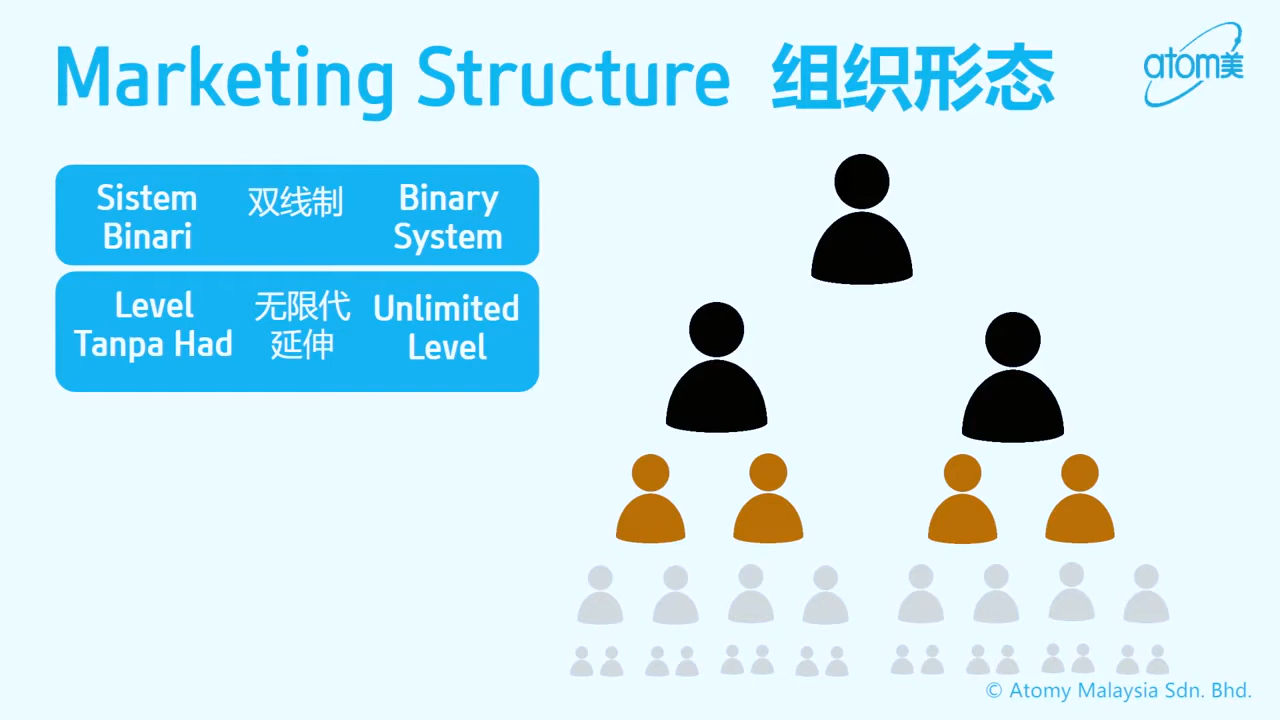 Marketing Structure 组织形态
atom美
Sistem Binari
双线制
Binary System
Level Tanpa Had
无限代延伸
Unlimited Level
© Atomy Malaysia Sdn. Bhd.